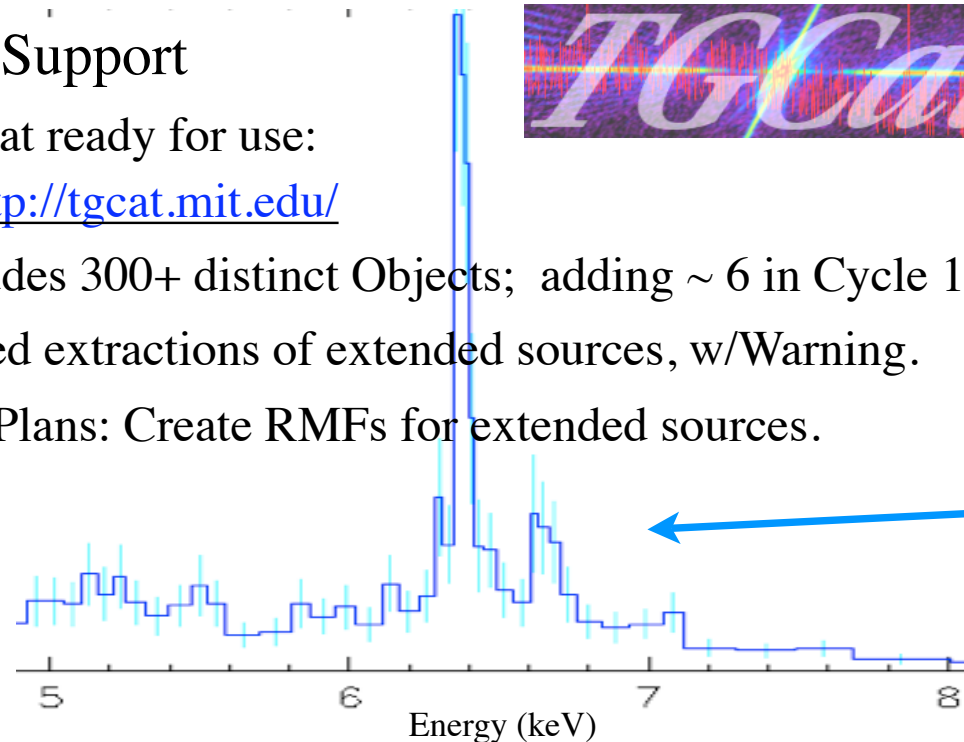 Support
TGCa
at ready for use:
tp://tgcat.mit.edu/
des 300+ distinct Objects; adding ~ 6 in Cycle 1
ed extractions of extended sources, w/Warning.
Plans: Create RMFs for extended sources.
5 6 7 8
Energy (keV)